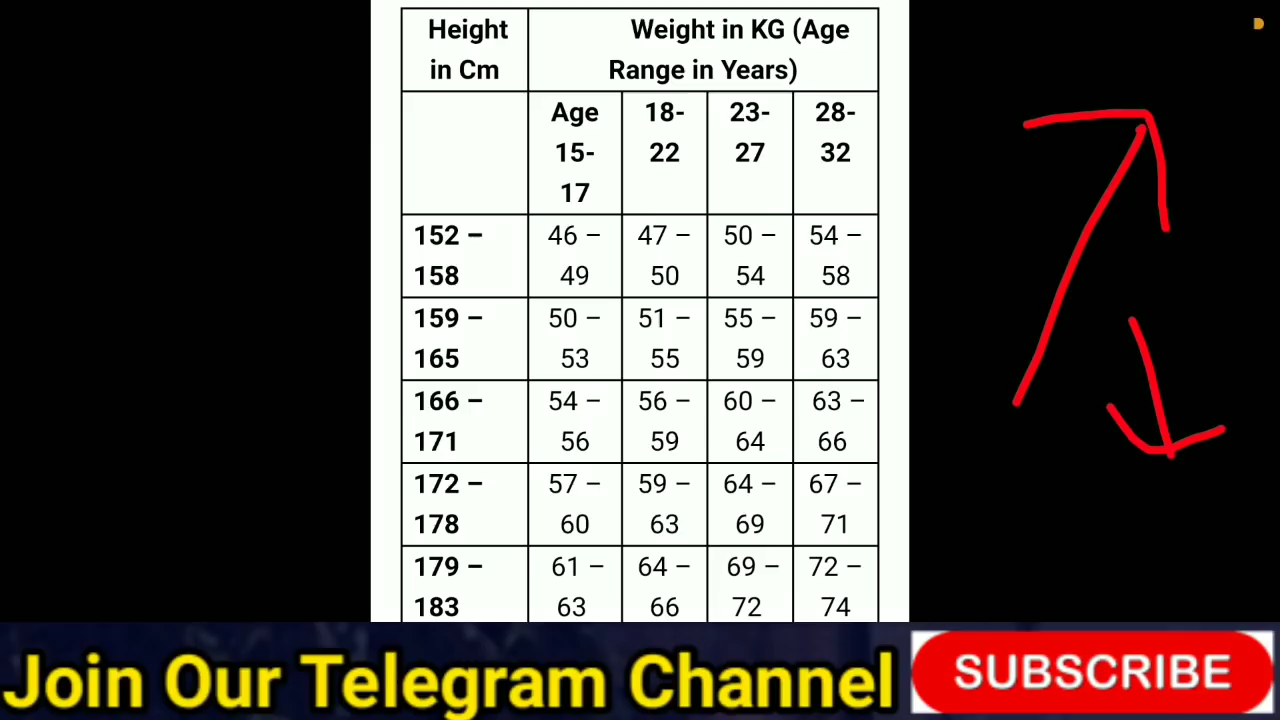 Height Weight in KG (Age
in Cm Range in Years)
Age 18- 23- 28-
15- 22 27 32
17
152 – 46 – 47 – 50 – 54 –
158 49 50 54 58
159 – 50 – 51 – 55 – 59 –
165 53 55 59 63
166 – 54 – 56 – 60 – 63 –
171 56 59 64 66
172 – 57 – 59 – 64 – 67 –
178 60 63 69 71
179 – 61 – 64 – 69 – 72 –
183 63 66 72 74
Join Our Telegram Channel SUBSCRIBE